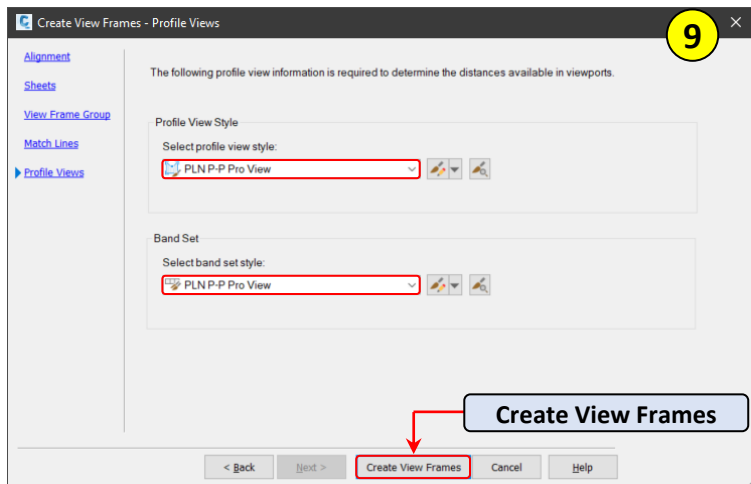 Create View Frames - Profile Views
9
Alignment
Sheets
View Frame Group
Match Lines
Profile Views
The following profile view information is required to determine the distances available in viewports.
Profile View Style
Select profile view style:
PLN P-P Pro View
Band Set
Select band set style:
PLN P-P Pro View
Create View Frames
< Back Next > Create View Frames Cancel Help